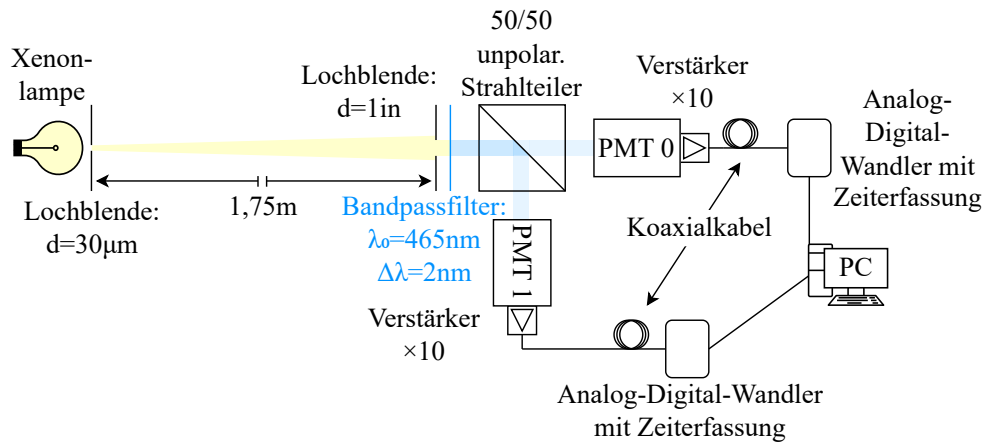 Xenon-
lampe
Lochblende:
d=30μm
1,75m
Lochblende:
d=1in
Bandpassfilter:
λ₀=465nm
Δλ=2nm
50/50
unpolar.
Strahlteiler
PMT 0
Verstärker
×10
Analog-
Digital-
Wandler mit
Zeiterfassung
Koaxialkabel
PC
PMT 1
Verstärker
×10
Analog-Digital-Wandler
mit Zeiterfassung